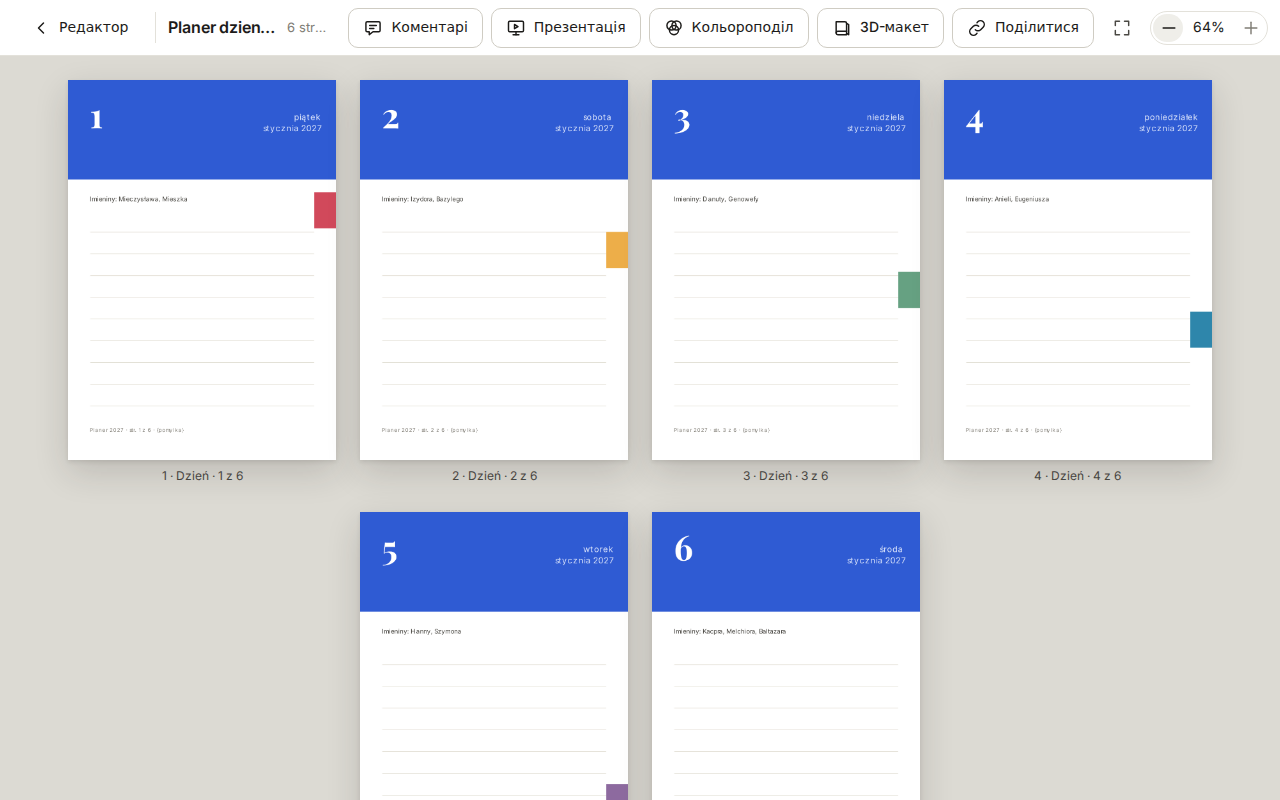 Редактор
Planer dzien...
6 str...
Коментарі
Презентація
Кольороподіл
3D-макет
Поділитися
64%
1
piątek
stycznia 2027
Imieniny: Mieczysława, Mieszka
Planer 2027 · str. 1 z 6 · (pomyłka)
1 · Dzień · 1 z 6
2
sobota
stycznia 2027
Imieniny: Izydora, Bazylego
Planer 2027 · str. 2 z 6 · (pomyłka)
2 · Dzień · 2 z 6
3
niedziela
stycznia 2027
Imieniny: Danuty, Genowefy
Planer 2027 · str. 3 z 6 · (pomyłka)
3 · Dzień · 3 z 6
4
poniedziałek
stycznia 2027
Imieniny: Anieli, Eugeniusza
Planer 2027 · str. 4 z 6 · (pomyłka)
4 · Dzień · 4 z 6
5
wtorek
stycznia 2027
Imieniny: Hanny, Szymona
6
środa
stycznia 2027
Imieniny: Kacpra, Melchiora, Baltazara